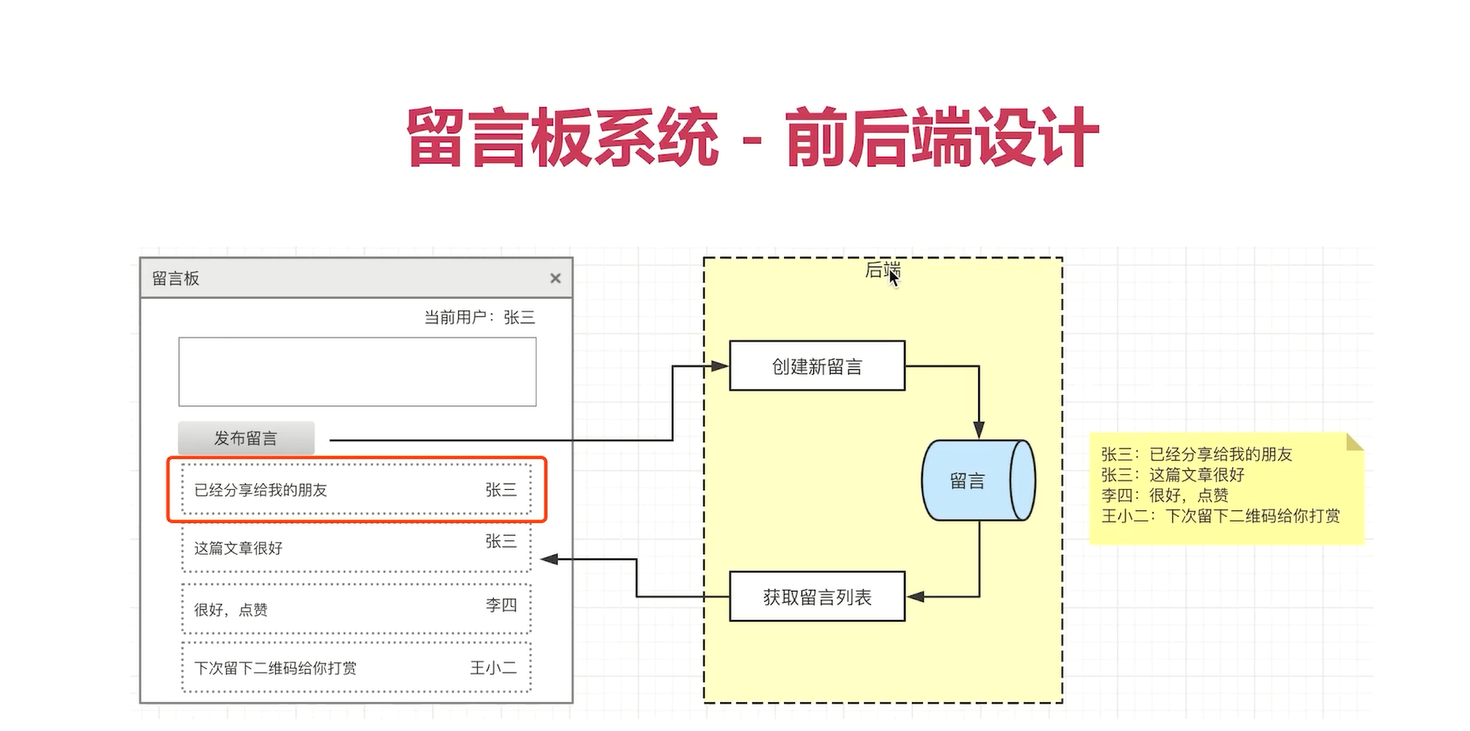 留言板系统 - 前后端设计
留言板
当前用户：张三
发布留言
已经分享给我的朋友 张三
这篇文章很好 张三
很好，点赞 李四
下次留下二维码给你打赏 王小二
后端
创建新留言
留言
获取留言列表
张三：已经分享给我的朋友
张三：这篇文章很好
李四：很好，点赞
王小二：下次留下二维码给你打赏